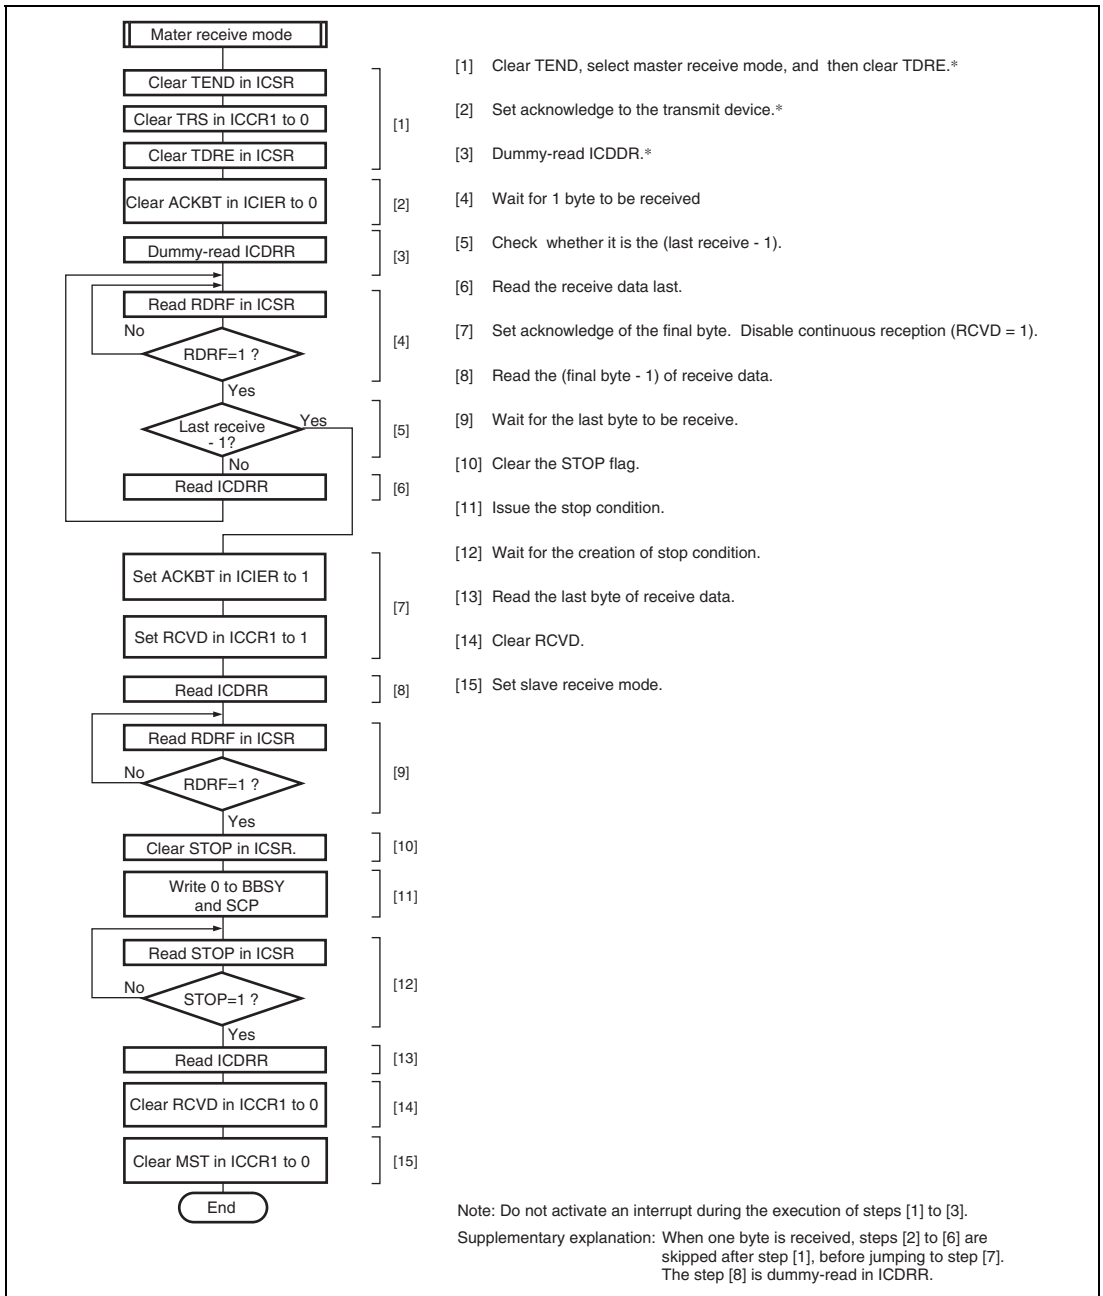 Mater receive mode
Clear TEND in ICSR
Clear TRS in ICCR1 to 0
Clear TDRE in ICSR
[1]
Clear ACKBT in ICIER to 0
[2]
Dummy-read ICDRR
[3]
Read RDRF in ICSR
No
RDRF=1 ?
[4]
Yes
Last receive
- 1?
Yes
[5]
No
Read ICDRR
[6]
Set ACKBT in ICIER to 1
[7]
Set RCVD in ICCR1 to 1
Read ICDRR
[8]
Read RDRF in ICSR
No
RDRF=1 ?
[9]
Yes
Clear STOP in ICSR.
[10]
Write 0 to BBSY
and SCP
[11]
Read STOP in ICSR
No
STOP=1 ?
[12]
Yes
Read ICDRR
[13]
Clear RCVD in ICCR1 to 0
[14]
Clear MST in ICCR1 to 0
[15]
End
[1] Clear TEND, select master receive mode, and then clear TDRE.*
[2] Set acknowledge to the transmit device.*
[3] Dummy-read ICDDR.*
[4] Wait for 1 byte to be received
[5] Check whether it is the (last receive - 1).
[6] Read the receive data last.
[7] Set acknowledge of the final byte. Disable continuous reception (RCVD = 1).
[8] Read the (final byte - 1) of receive data.
[9] Wait for the last byte to be receive.
[10] Clear the STOP flag.
[11] Issue the stop condition.
[12] Wait for the creation of stop condition.
[13] Read the last byte of receive data.
[14] Clear RCVD.
[15] Set slave receive mode.
Note: Do not activate an interrupt during the execution of steps [1] to [3].
Supplementary explanation: When one byte is received, steps [2] to [6] are
skipped after step [1], before jumping to step [7].
The step [8] is dummy-read in ICDRR.